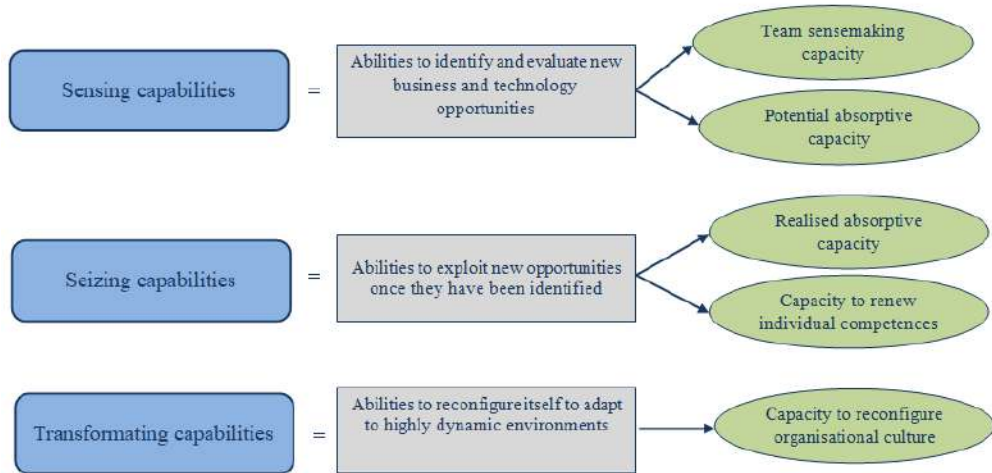 Sensing capabilities
=
Abilities to identify and evaluate new
business and technology
opportunities
Team sensemaking
capacity
Potential absorptive
capacity
Seizing capabilities
=
Abilities to exploit new opportunities
once they have been identified
Realised absorptive
capacity
Capacity to renew
individual competences
Transformating capabilities
=
Abilities to reconfigure itself to adapt
to highly dynamic environments
Capacity to reconfigure
organisational culture